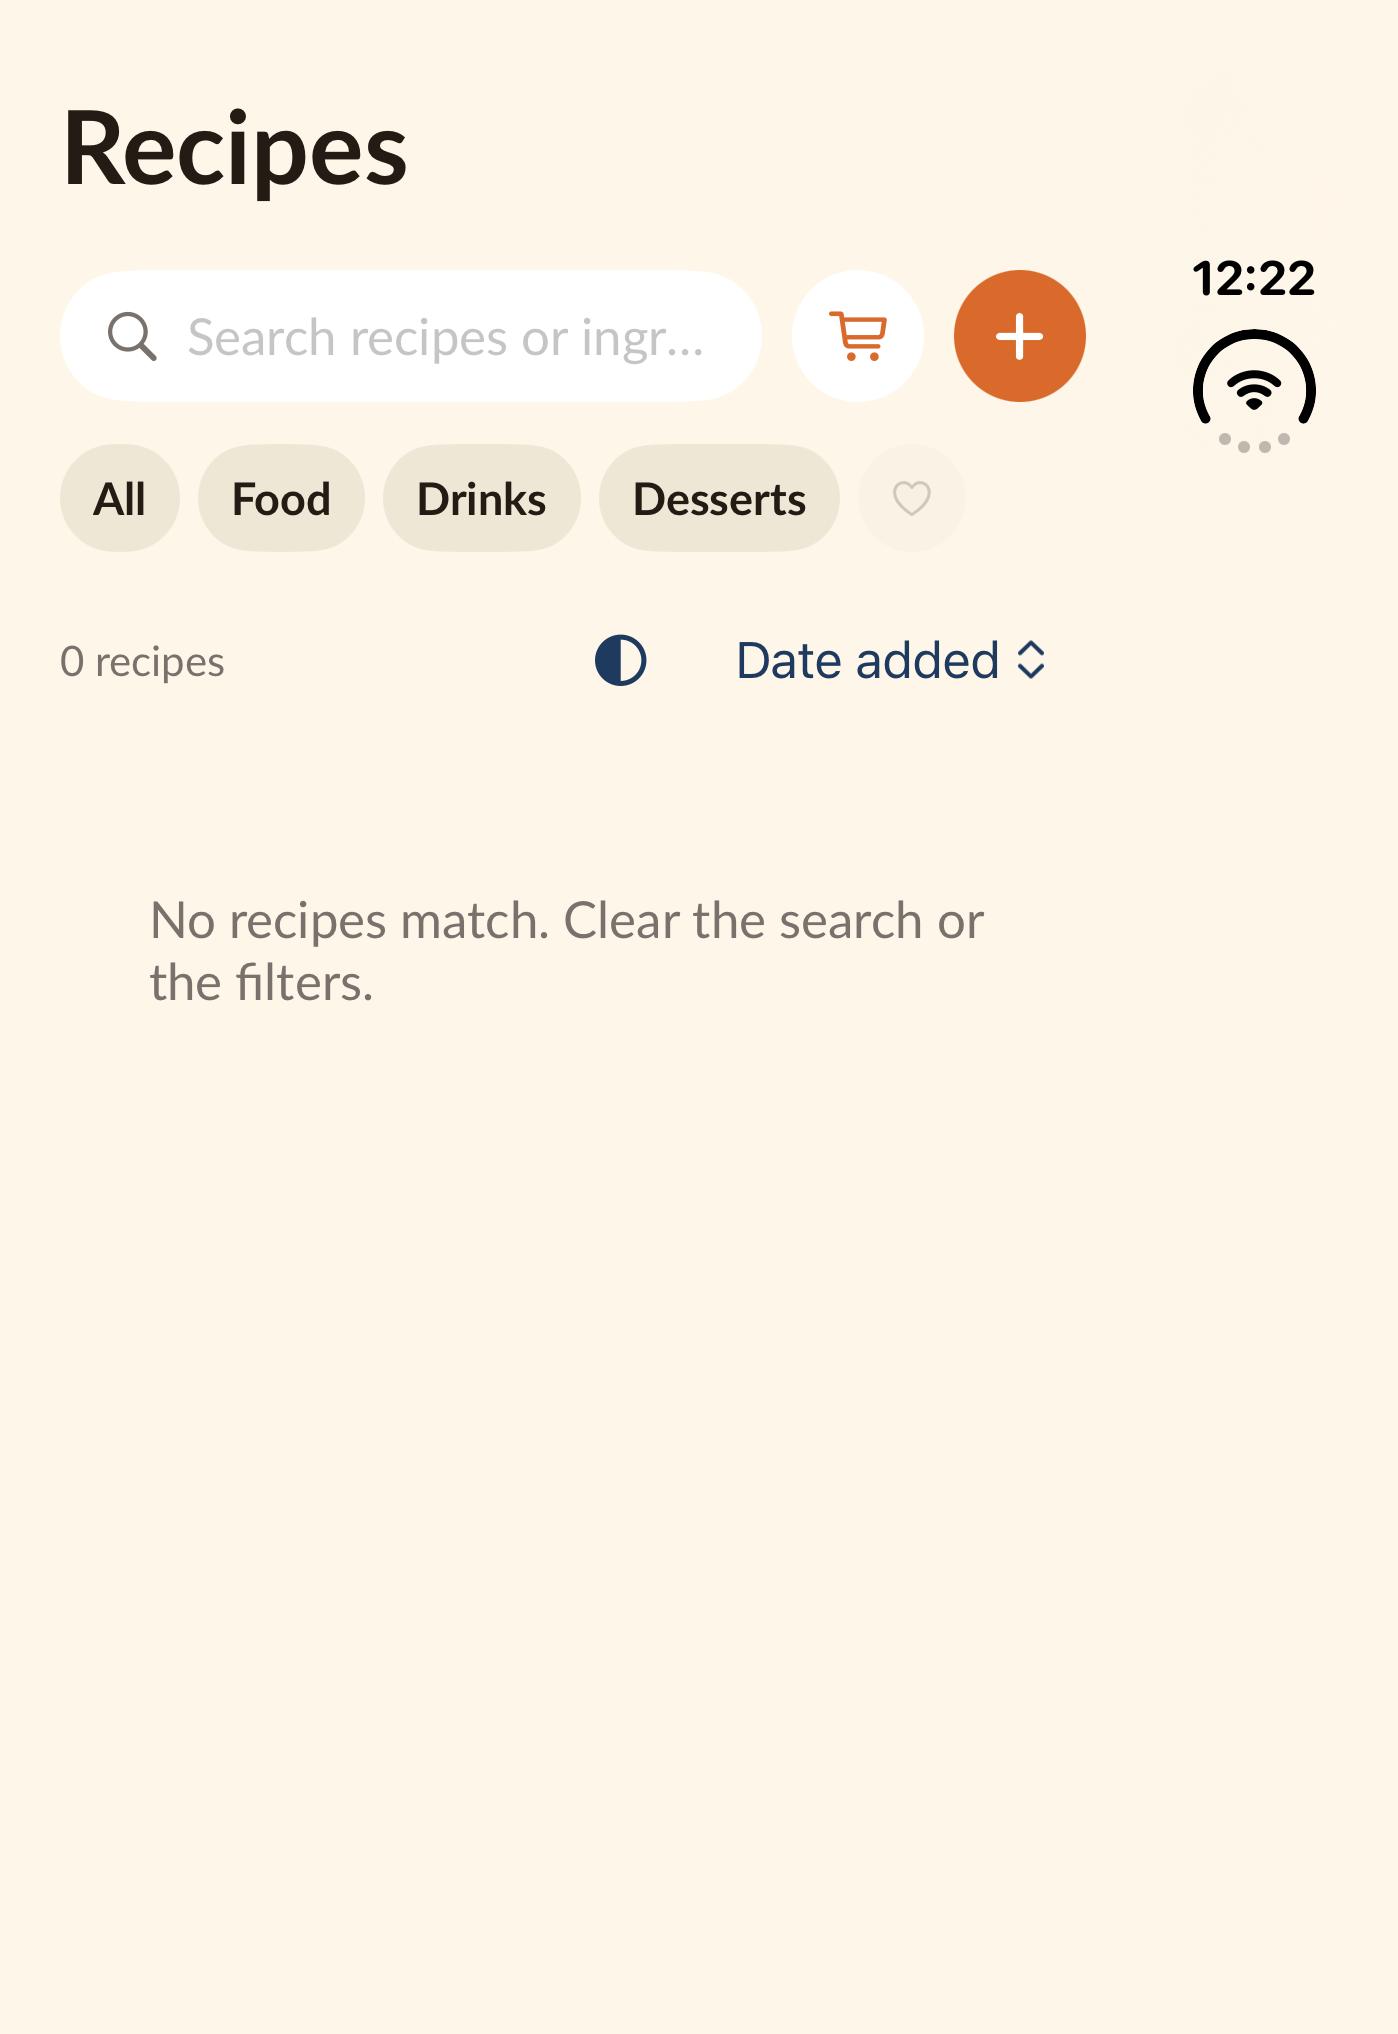 Recipes
12:22
Search recipes or ingr...
All Food Drinks Desserts
0 recipes Date added
No recipes match. Clear the search or
the filters.